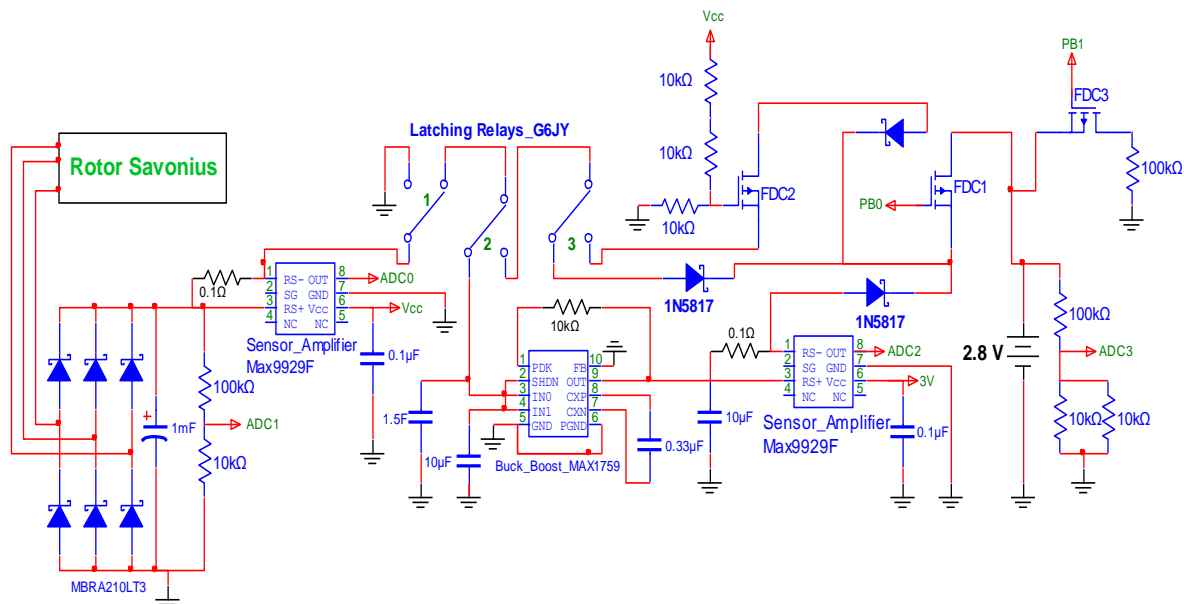 Rotor Savonius
MBRA210LT3
1mF
100kΩ
10kΩ
ADC1
0.1Ω
1
2
3
4
RS-
SG
RS+
NC
OUT
GND
Vcc
NC
8
7
6
5
ADC0
Vcc
Sensor_Amplifier
Max9929F
0.1µF
Latching Relays_G6JY
1
2
3
1.5F
10µF
10kΩ
1
2
3
4
5
PDK
SHDN
IN0
IN1
GND
FB
OUT
CXP
CXN
PGND
10
9
8
7
6
Buck_Boost_MAX1759
0.33µF
Vcc
10kΩ
10kΩ
10kΩ
FDC2
1N5817
PB0
FDC1
1N5817
0.1Ω
10µF
1
2
3
4
RS-
SG
RS+
NC
OUT
GND
Vcc
NC
8
7
6
5
ADC2
3V
Sensor_Amplifier
Max9929F
0.1µF
PB1
FDC3
100kΩ
2.8 V
100kΩ
ADC3
10kΩ
10kΩ
+